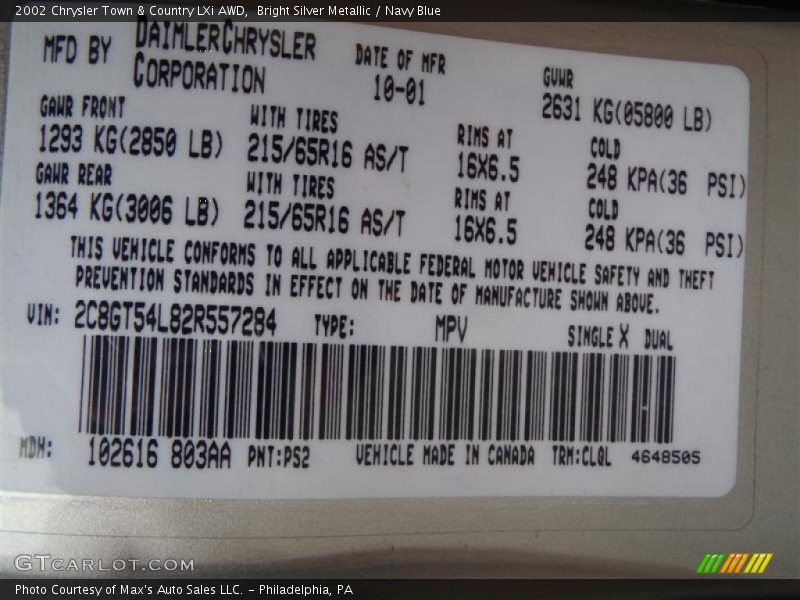 2002 Chrysler Town & Country LXi AWD,  Bright Silver Metallic / Navy Blue
MFD BY DAIMLERCHRYSLER CORPORATION DATE OF MFR 10-01 GVWR 2631 KG(05800 LB)
GAWR FRONT WITH TIRES RIMS AT COLD
1293 KG(2850 LB) 215/65R16 AS/T 16X6.5 248 KPA(36 PSI)
GAWR REAR WITH TIRES RIMS AT COLD
1364 KG(3006 LB) 215/65R16 AS/T 16X6.5 248 KPA(36 PSI)
THIS VEHICLE CONFORMS TO ALL APPLICABLE FEDERAL MOTOR VEHICLE SAFETY AND THEFT
PREVENTION STANDARDS IN EFFECT ON THE DATE OF MANUFACTURE SHOWN ABOVE.
VIN: 2C8GT54L82R557284 TYPE: MPV SINGLE X DUAL
MDH: 102616 803AA PNT:PS2 VEHICLE MADE IN CANADA TRM:CLQL 4648505
GTCARLOT.COM
Photo Courtesy of Max's Auto Sales LLC. - Philadelphia, PA